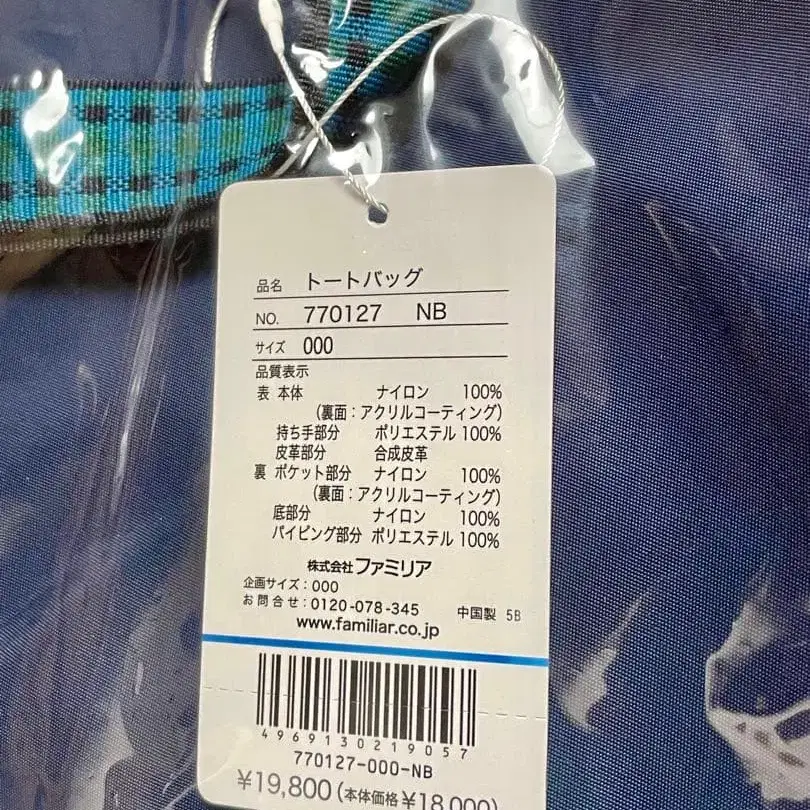 品名 トートバッグ
NO. 770127 NB
サイズ 000
品質表示
表 本体 ナイロン 100%
（裏面：アクリルコーティング）
持ち手部分 ポリエステル 100%
皮革部分 合成皮革
裏 ポケット部分 ナイロン 100%
（裏面：アクリルコーティング）
底部分 ナイロン 100%
パイピング部分 ポリエステル 100%
株式会社ファミリア
企画サイズ：000
お問合せ：0120-078-345 中国製 5B
www.familiar.co.jp
4969130219057
770127-000-NB
¥19,800（本体価格¥18,000）